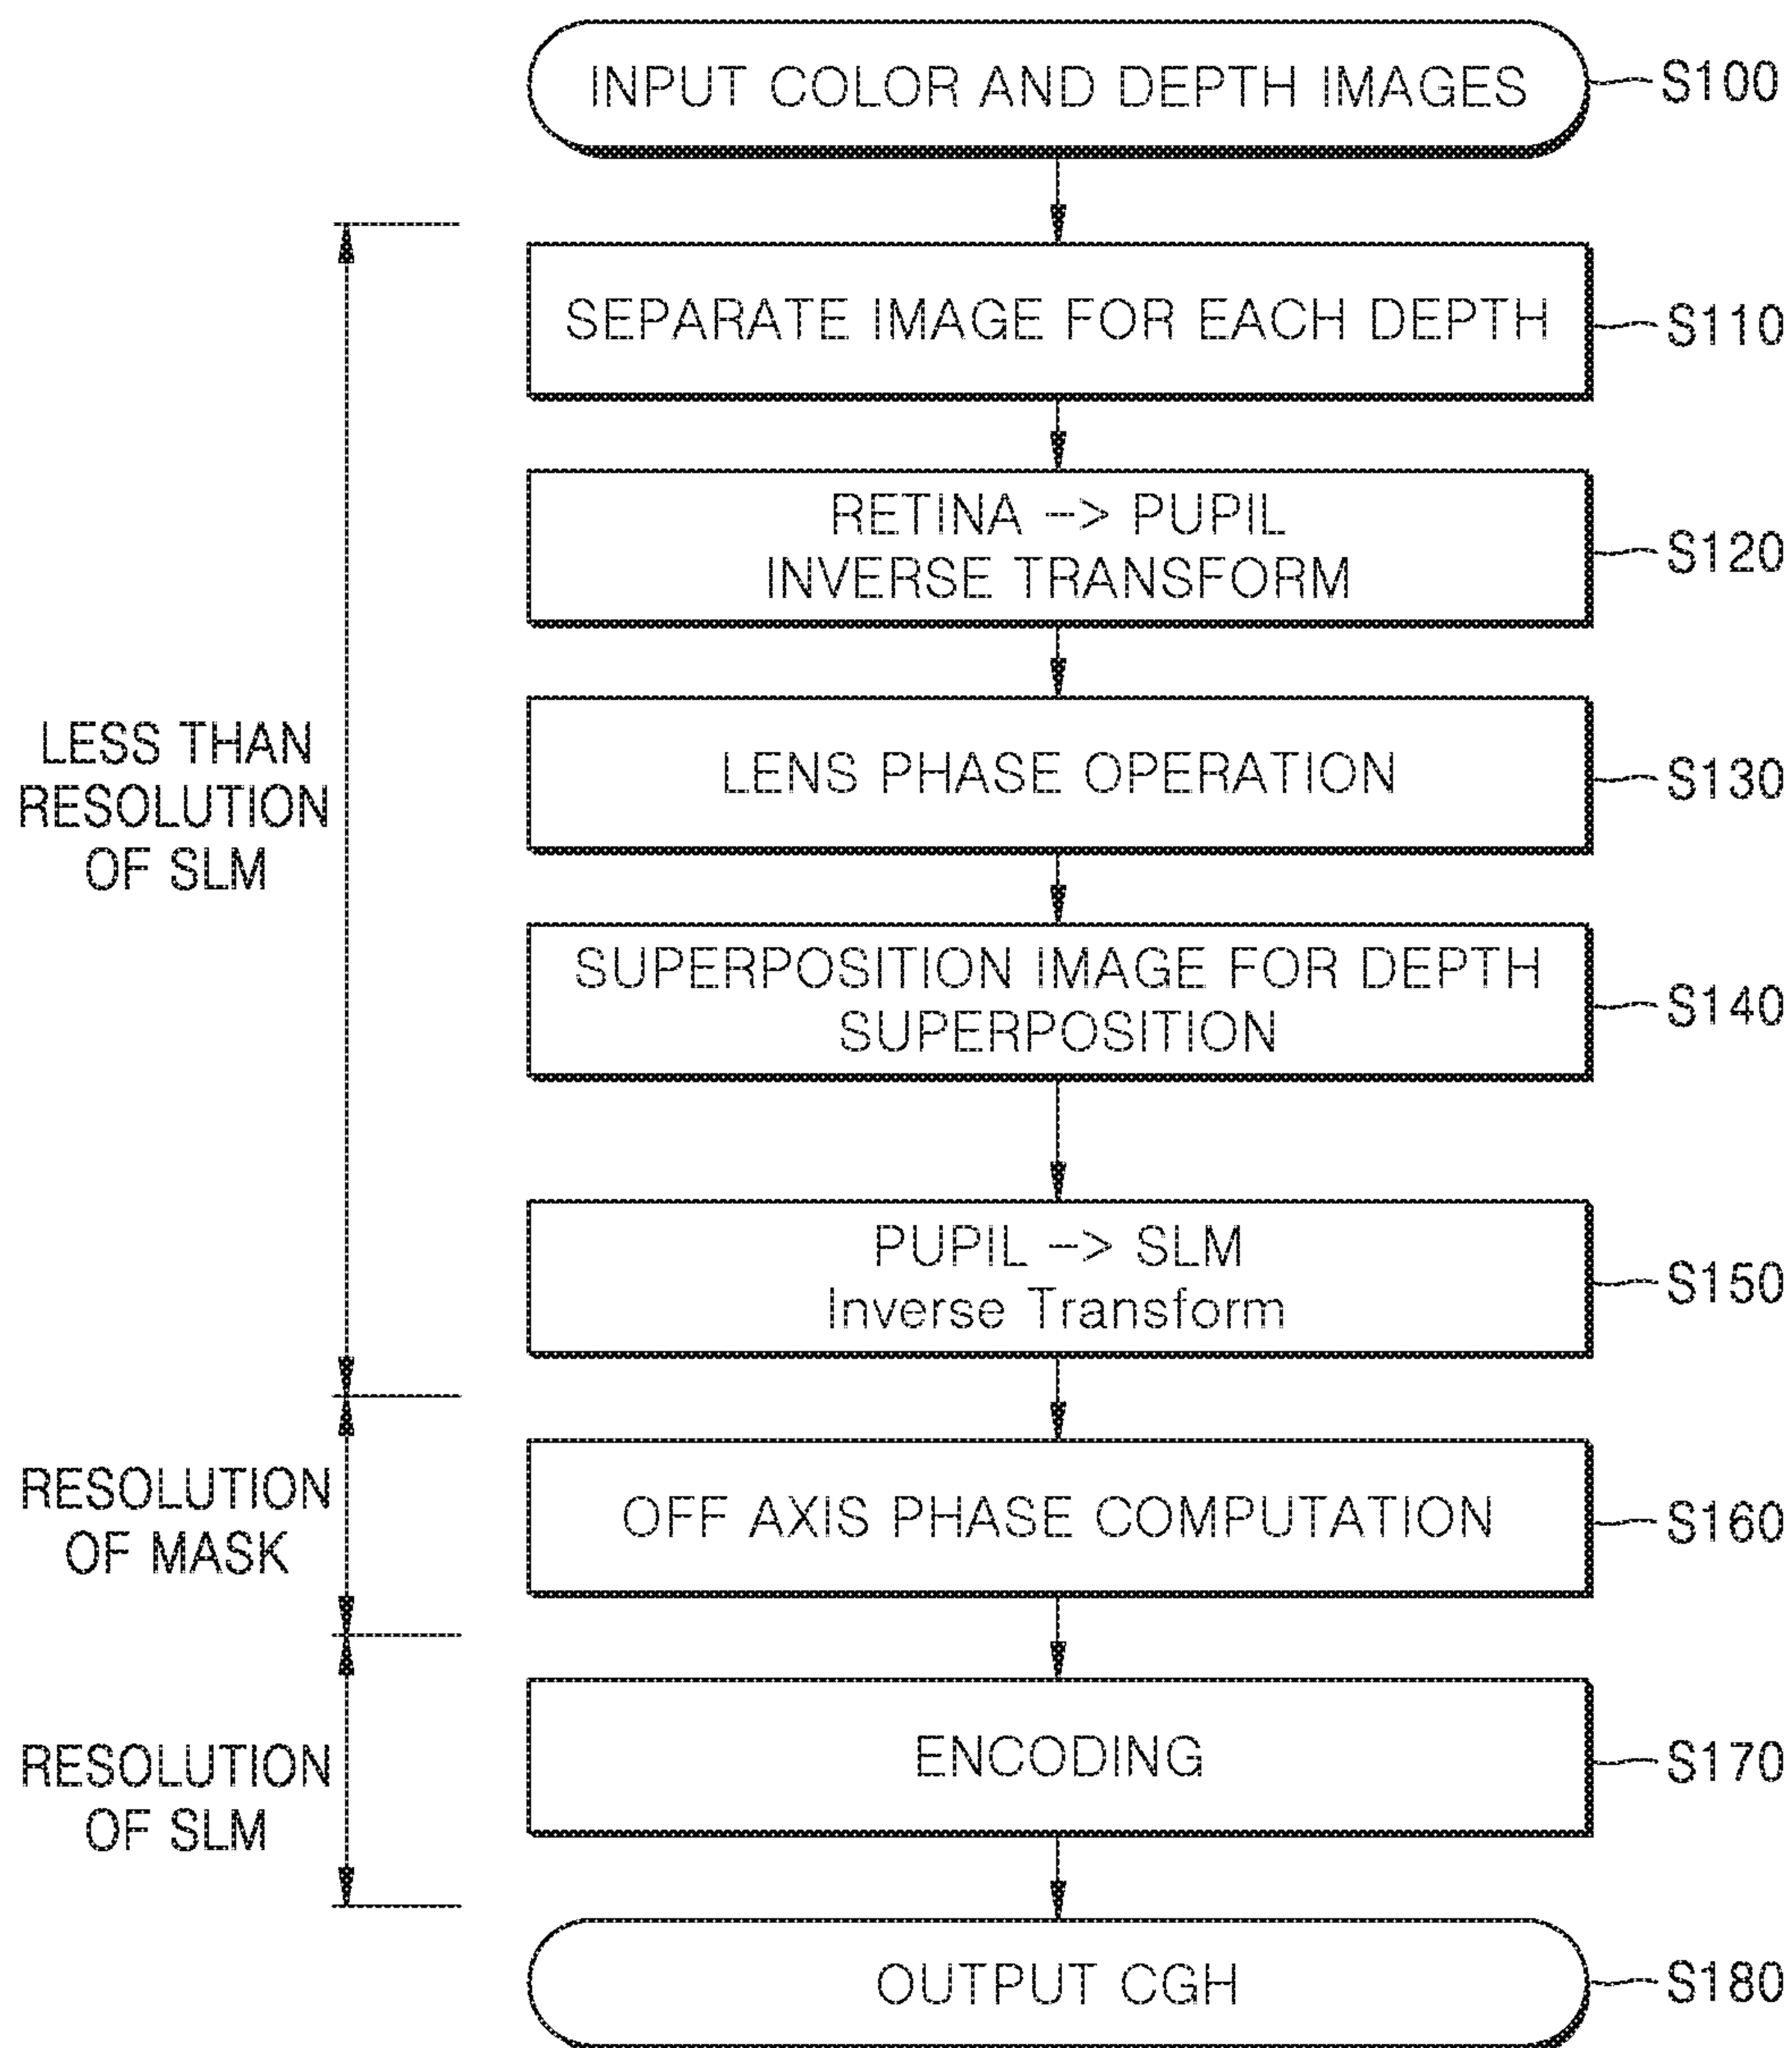 INPUT COLOR AND DEPTH IMAGES
S100
SEPARATE IMAGE FOR EACH DEPTH
S110
RETINA --> PUPIL
INVERSE TRANSFORM
S120
LESS THAN
RESOLUTION
OF SLM
LENS PHASE OPERATION
S130
SUPERPOSITION IMAGE FOR DEPTH
SUPERPOSITION
S140
PUPIL --> SLM
Inverse Transform
S150
RESOLUTION
OF MASK
OFF AXIS PHASE COMPUTATION
S160
RESOLUTION
OF SLM
ENCODING
S170
OUTPUT CGH
S180